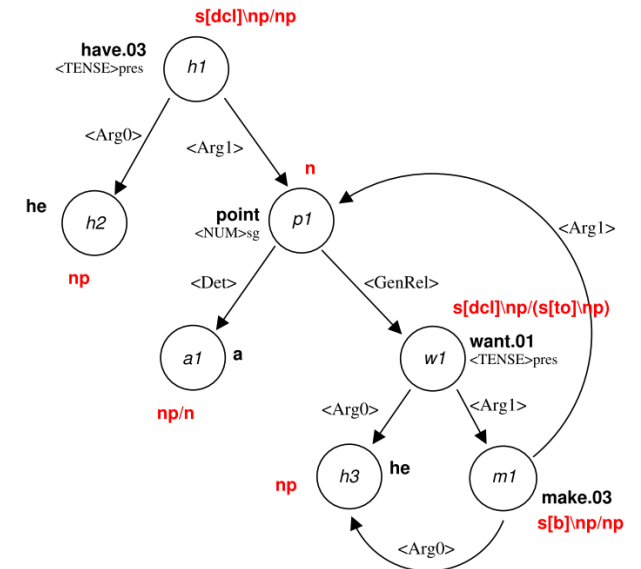 s[dcl]\np/np
have.03
<TENSE>pres
h1
<Arg0>
<Arg1>
n
he
h2
np
point
<NUM>sg
p1
<Arg1>
<Det>
<GenRel>
s[dcl]\np/(s[to]\np)
a1
a
np/n
w1
want.01
<TENSE>pres
<Arg0>
<Arg1>
np
h3
he
m1
make.03
s[b]\np/np
<Arg0>